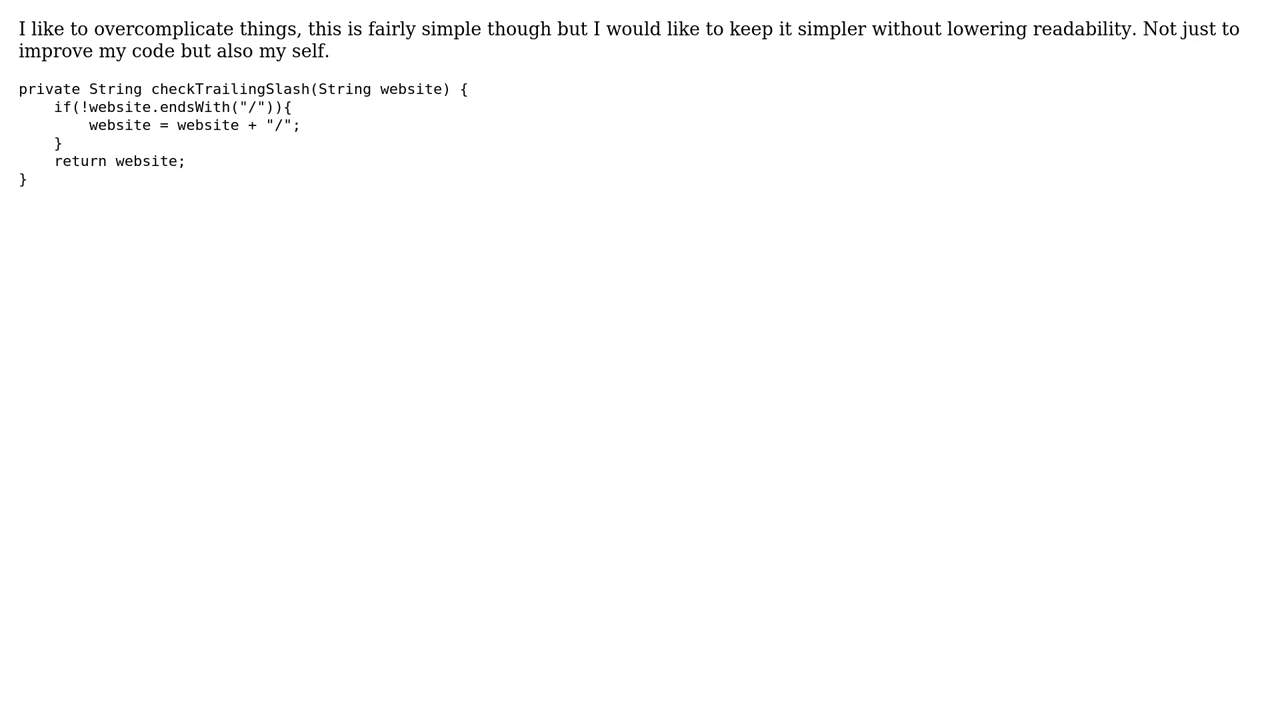 I like to overcomplicate things, this is fairly simple though but I would like to keep it simpler without lowering readability. Not just to
improve my code but also my self.
private String checkTrailingSlash(String website) {
    if(!website.endsWith("/")){
        website = website + "/";
    }
    return website;
}